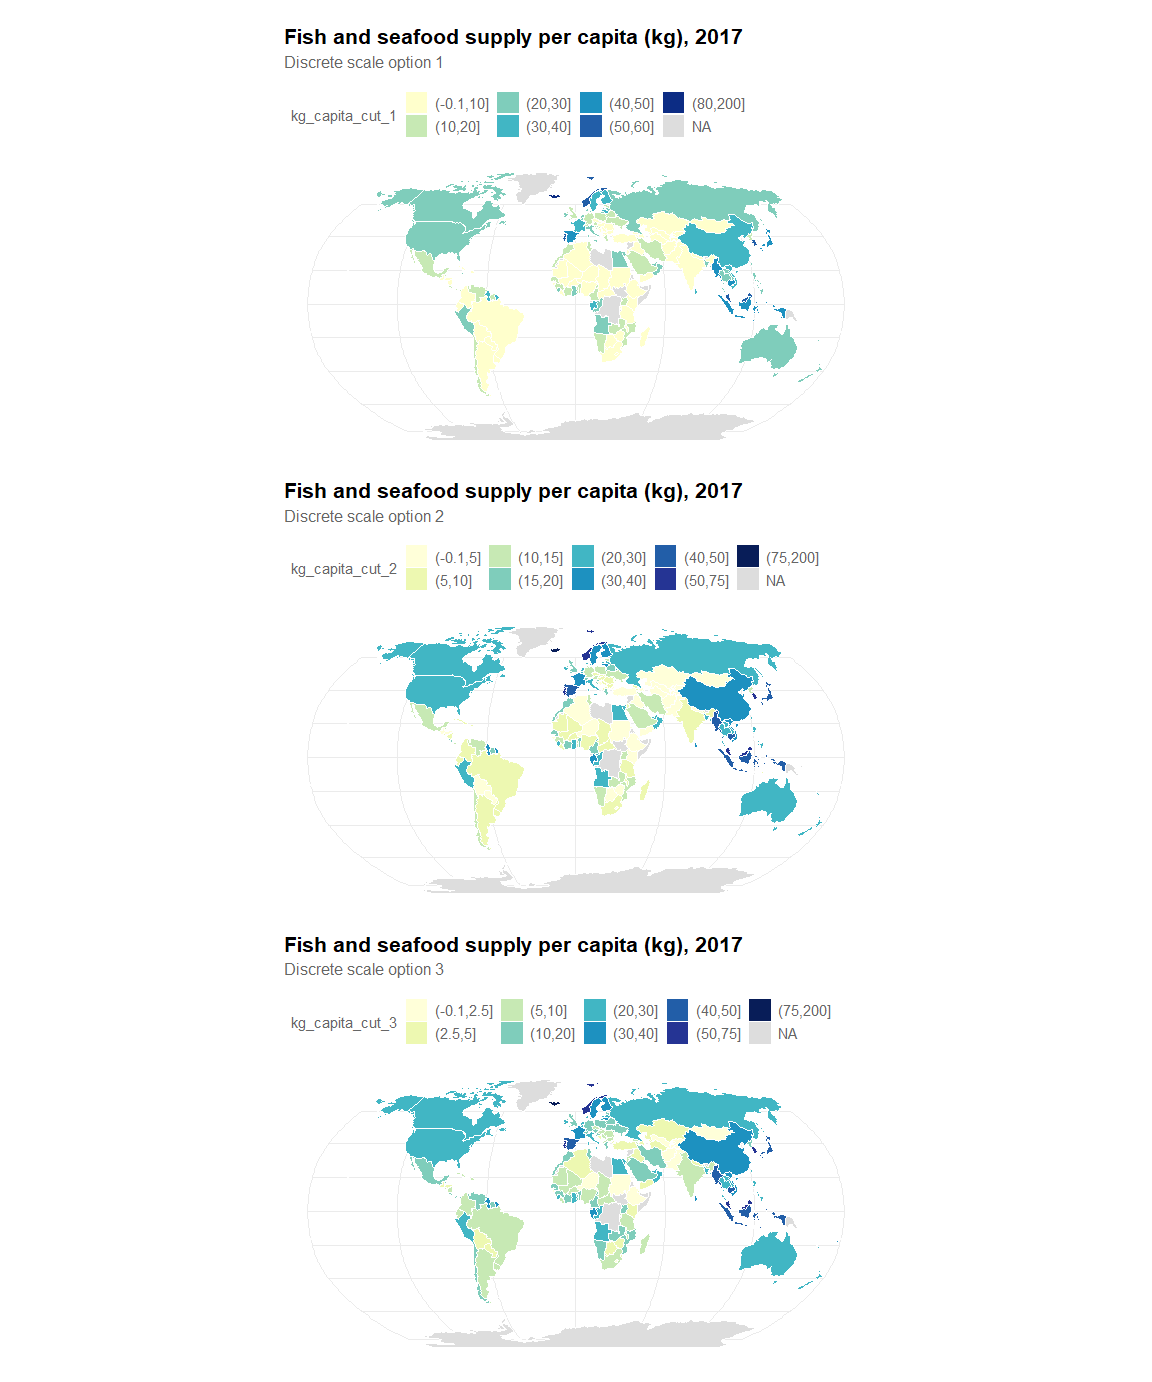 Fish and seafood supply per capita (kg), 2017
Discrete scale option 1
kg_capita_cut_1
(-0.1,10] (20,30] (40,50] (80,200]
(10,20] (30,40] (50,60] NA
Fish and seafood supply per capita (kg), 2017
Discrete scale option 2
kg_capita_cut_2
(-0.1,5] (10,15] (20,30] (40,50] (75,200]
(5,10] (15,20] (30,40] (50,75] NA
Fish and seafood supply per capita (kg), 2017
Discrete scale option 3
kg_capita_cut_3
(-0.1,2.5] (5,10] (20,30] (40,50] (75,200]
(2.5,5] (10,20] (30,40] (50,75] NA